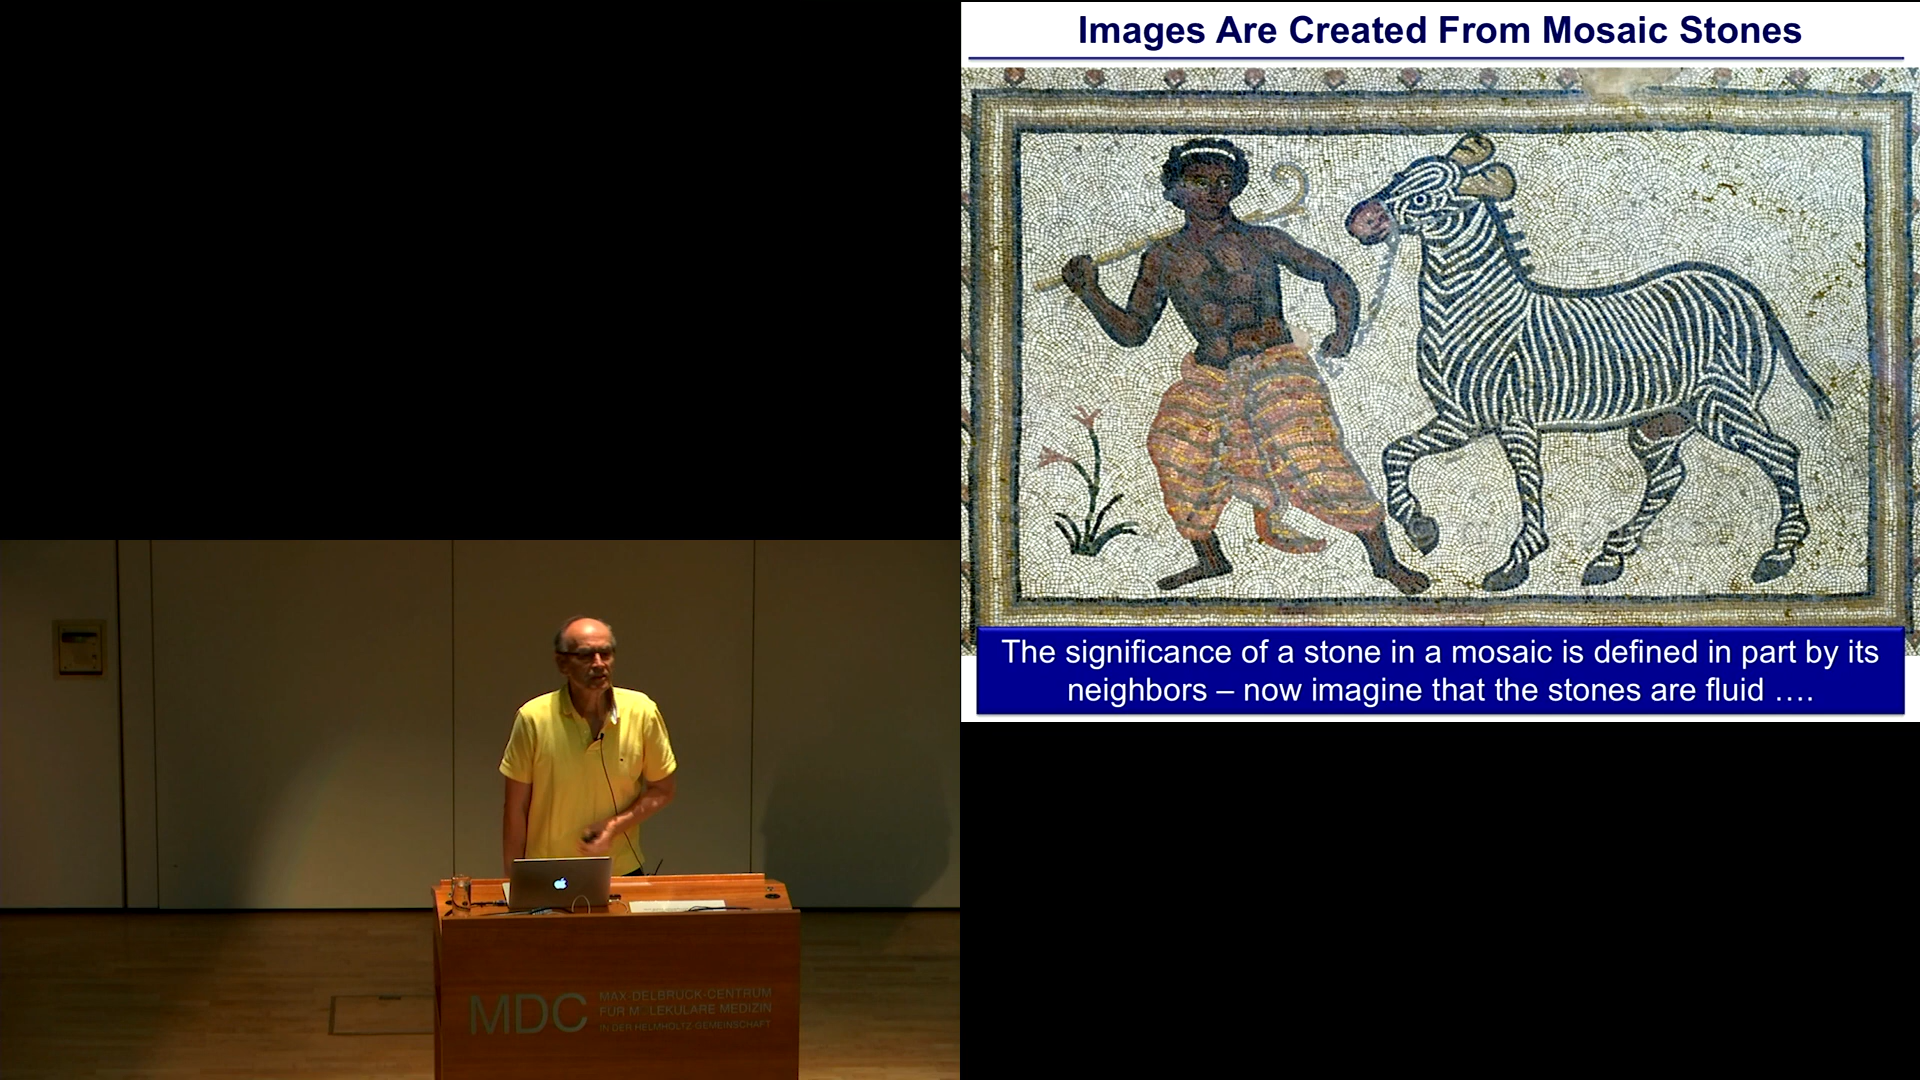 Images Are Created From Mosaic Stones
The significance of a stone in a mosaic is defined in part by its
neighbors – now imagine that the stones are fluid ....
MDC
MAX-DELBRÜCK-CENTRUM
FÜR MOLEKULARE MEDIZIN
IN DER HELMHOLTZ-GEMEINSCHAFT